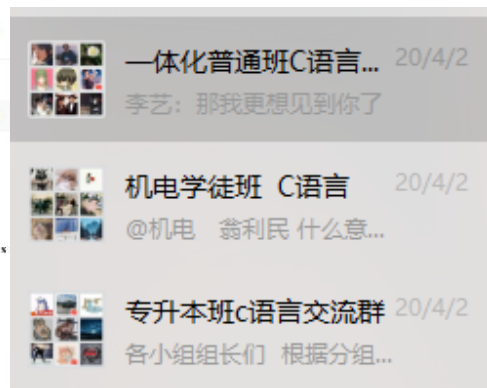 一体化普通班C语言... 20/4/2
李艺：那我更想见到你了
机电学徒班 C语言 20/4/2
@机电 翁利民 什么意...
专升本班c语言交流群 20/4/2
各小组组长们 根据分组...
s